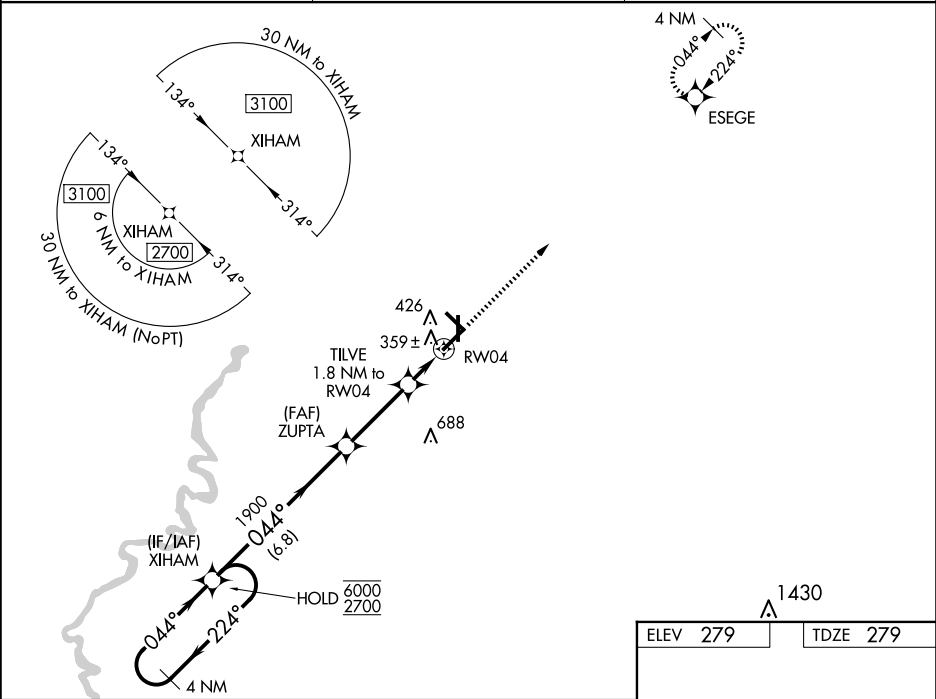 30 NM to XIHAM
134°
3100
XIHAM
314°
134°
3100
XIHAM
2700
6 NM to XIHAM
314°
30 NM to XIHAM (NoPT)
4 NM
044°
224°
ESEGE
426
359 ±
RW04
TILVE
1.8 NM to
RW04
(FAF)
ZUPTA
688
1900
044°
(6.8)
(IF/IAF)
XIHAM
HOLD 6000
2700
044°
224°
4 NM
1430
ELEV 279
TDZE 279